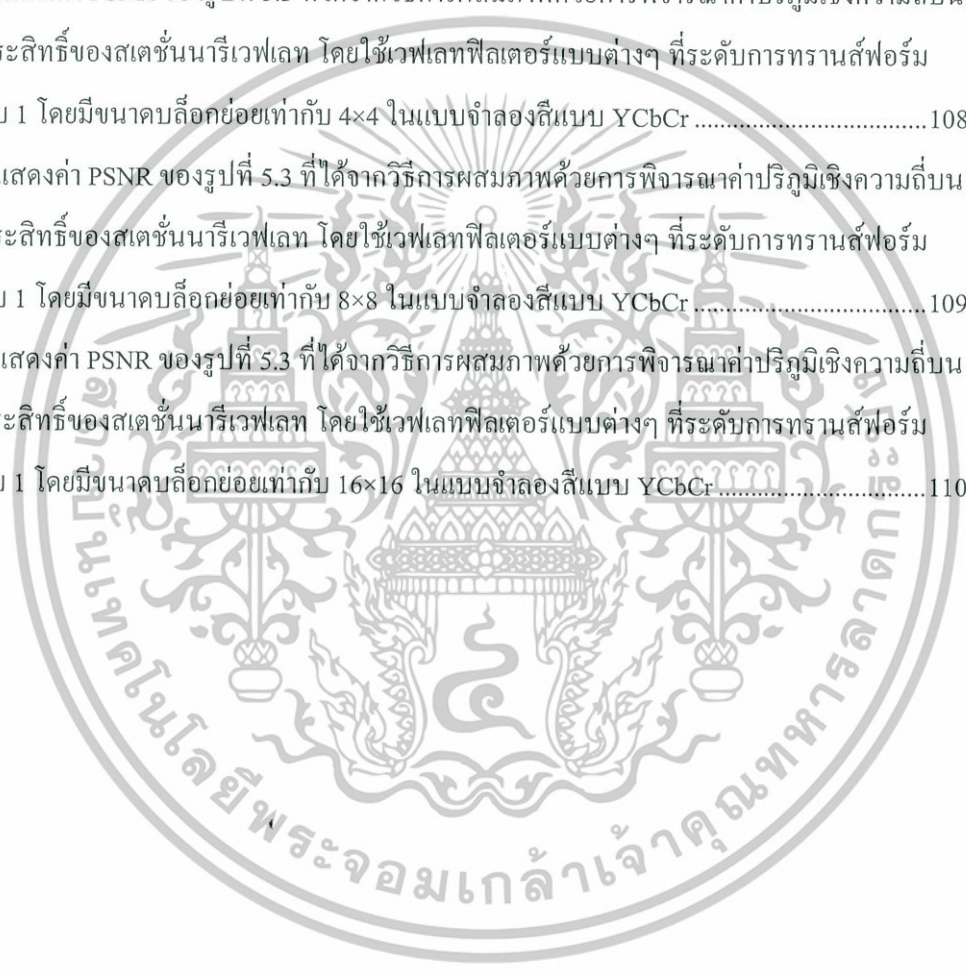 ระสิทธิ์ของสเตชั่นนารีเวฟเลท โดยใช้เวฟเลทฟิลเตอร์แบบต่างๆ ที่ระดับการทรานส์ฟอร์ม
บ 1 โดยมีขนาดบล็อกย่อยเท่ากับ 4×4 ในแบบจำลองสีแบบ YCbCr ..................................108
แสดงค่า PSNR ของรูปที่ 5.3 ที่ได้จากวิธีการผสมภาพด้วยการพิจารณาค่าปริภูมิเชิงความถี่บน
ระสิทธิ์ของสเตชั่นนารีเวฟเลท โดยใช้เวฟเลทฟิลเตอร์แบบต่างๆ ที่ระดับการทรานส์ฟอร์ม
บ 1 โดยมีขนาดบล็อกย่อยเท่ากับ 8×8 ในแบบจำลองสีแบบ YCbCr ..................................109
แสดงค่า PSNR ของรูปที่ 5.3 ที่ได้จากวิธีการผสมภาพด้วยการพิจารณาค่าปริภูมิเชิงความถี่บน
ระสิทธิ์ของสเตชั่นนารีเวฟเลท โดยใช้เวฟเลทฟิลเตอร์แบบต่างๆ ที่ระดับการทรานส์ฟอร์ม
บ 1 โดยมีขนาดบล็อกย่อยเท่ากับ 16×16 ในแบบจำลองสีแบบ YCbCr ..............................110
สถาบันเทคโนโลยีพระจอมเกล้าเจ้าคุณทหารลาดกระบัง